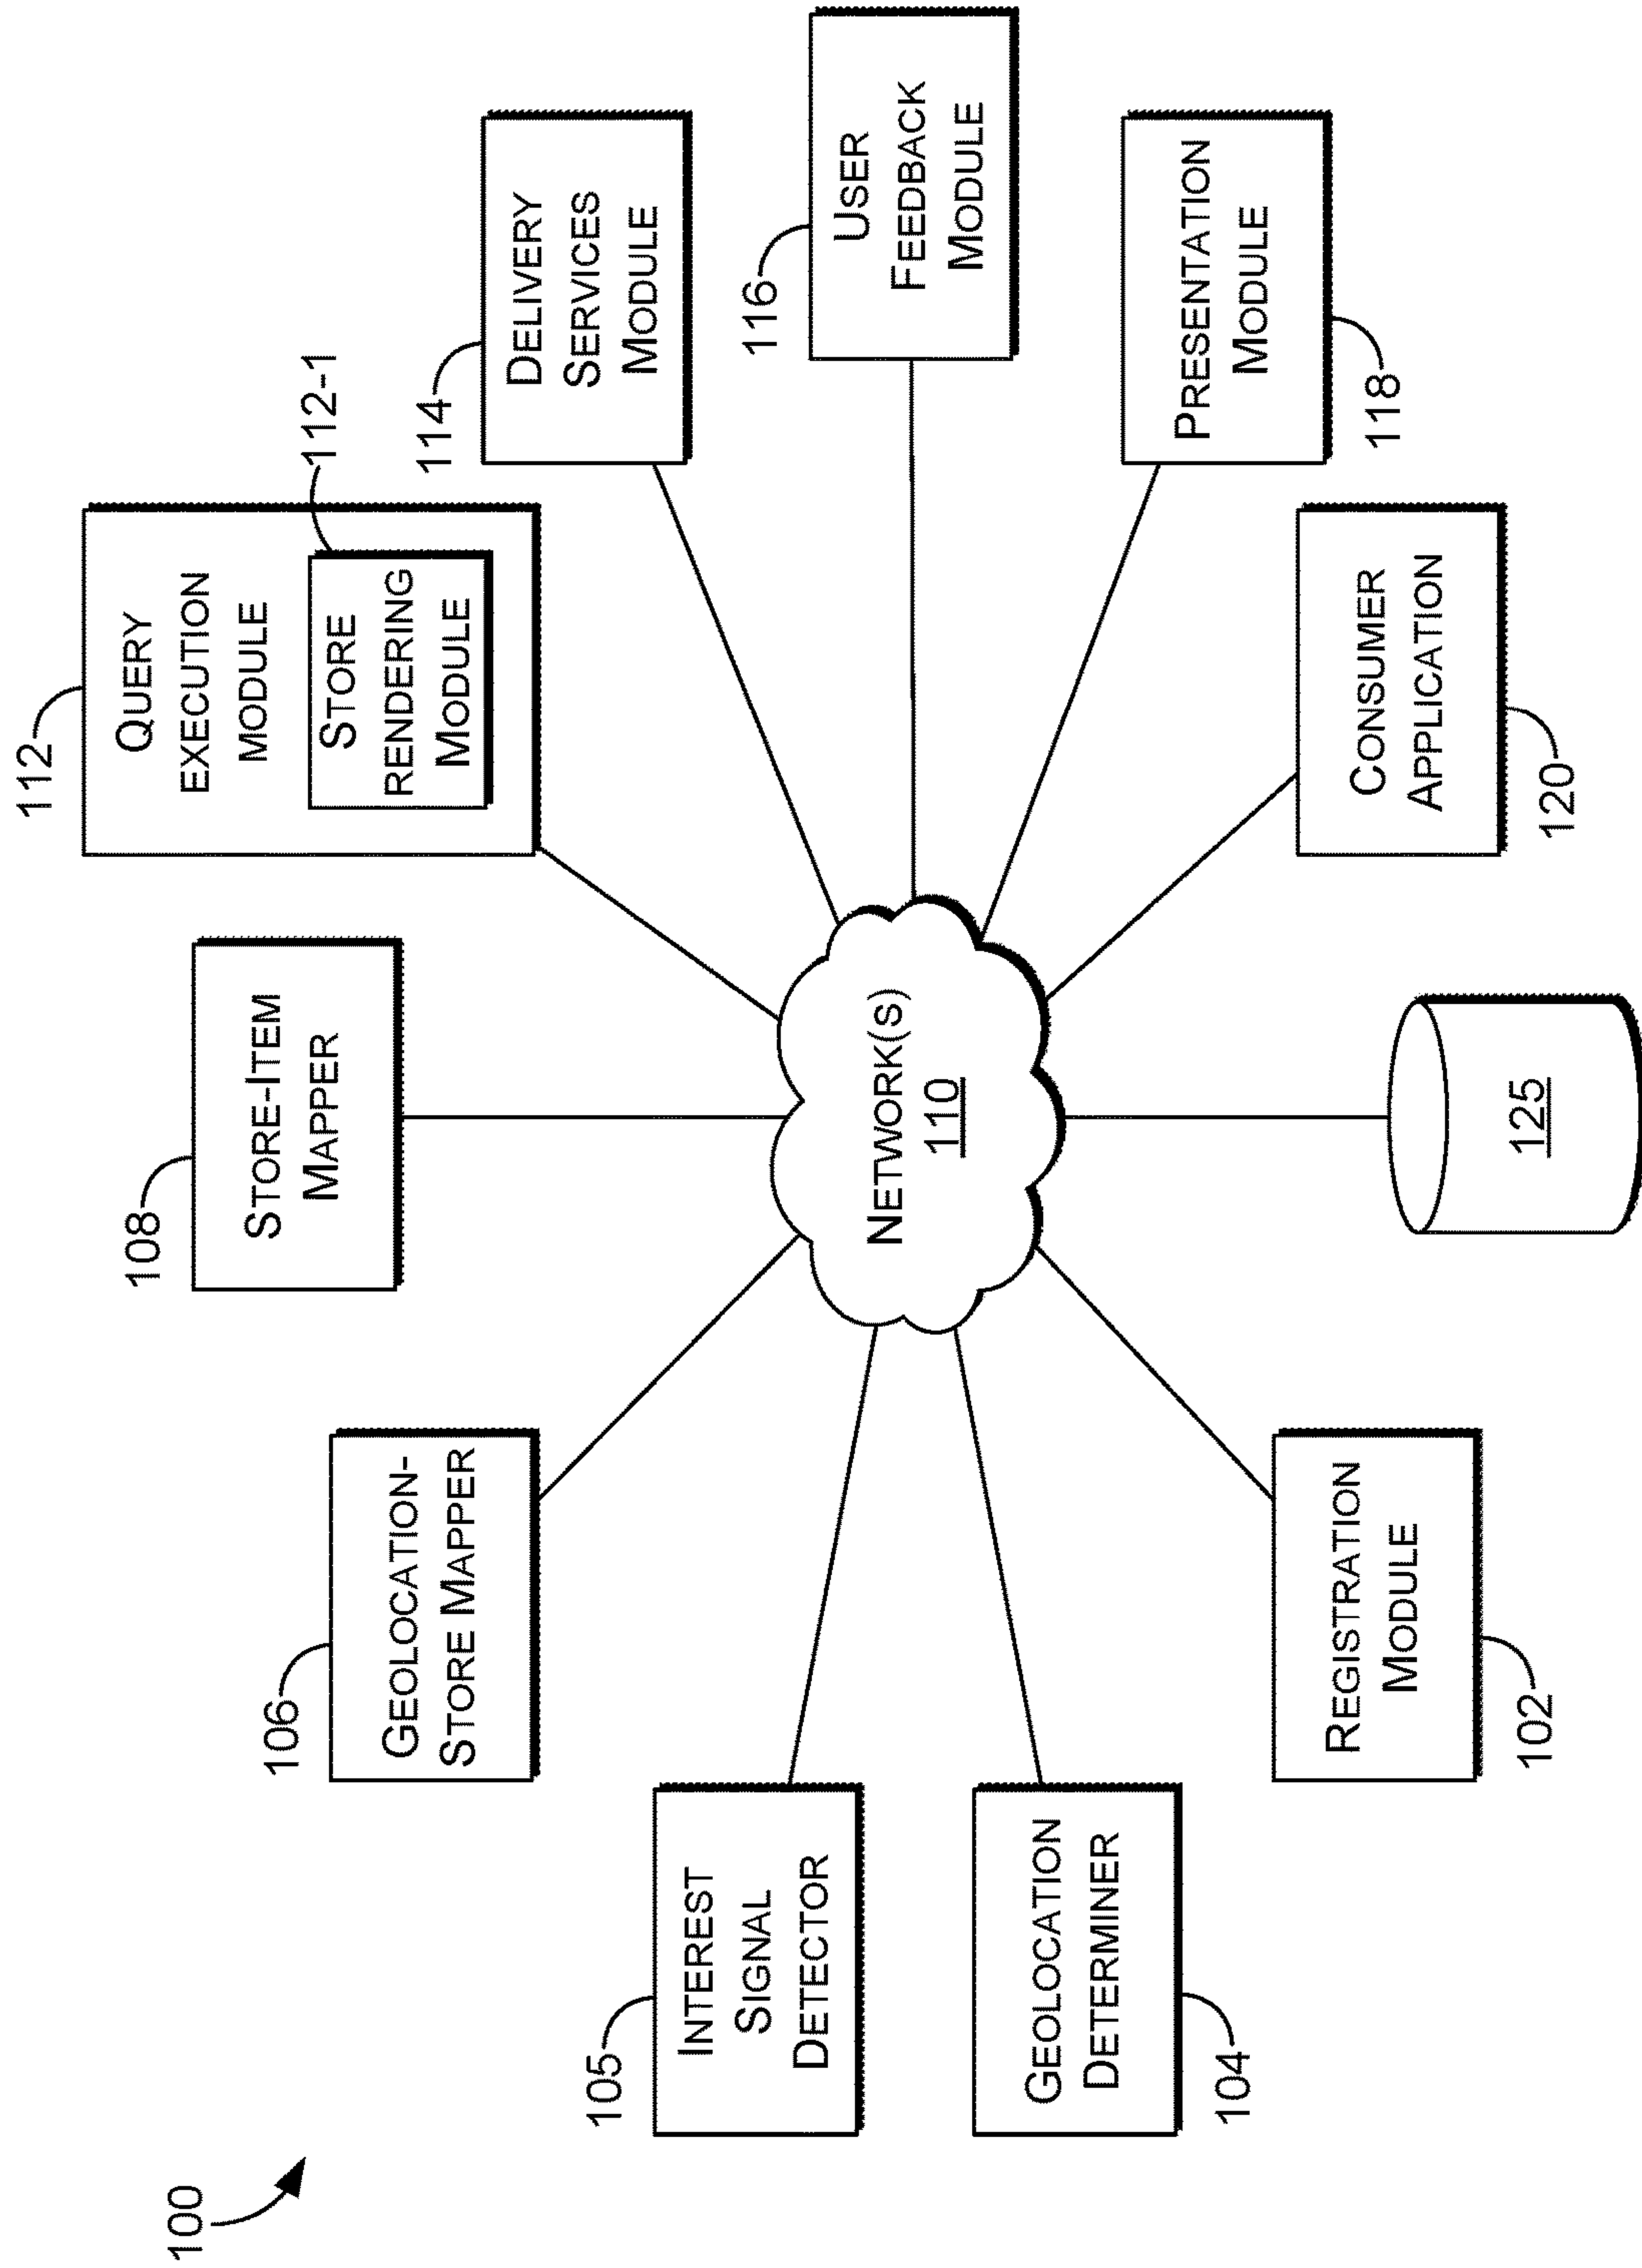 100
112
QUERY
EXECUTION
MODULE
112-1
STORE
RENDERING
MODULE
108
STORE-ITEM
MAPPER
106
GEOLOCATION-
STORE MAPPER
114
DELIVERY
SERVICES
MODULE
105
INTEREST
SIGNAL
DETECTOR
NETWORK(S)
110
116
USER
FEEDBACK
MODULE
GEOLOCATION
DETERMINER
104
PRESENTATION
MODULE
118
REGISTRATION
MODULE
102
125
CONSUMER
APPLICATION
120